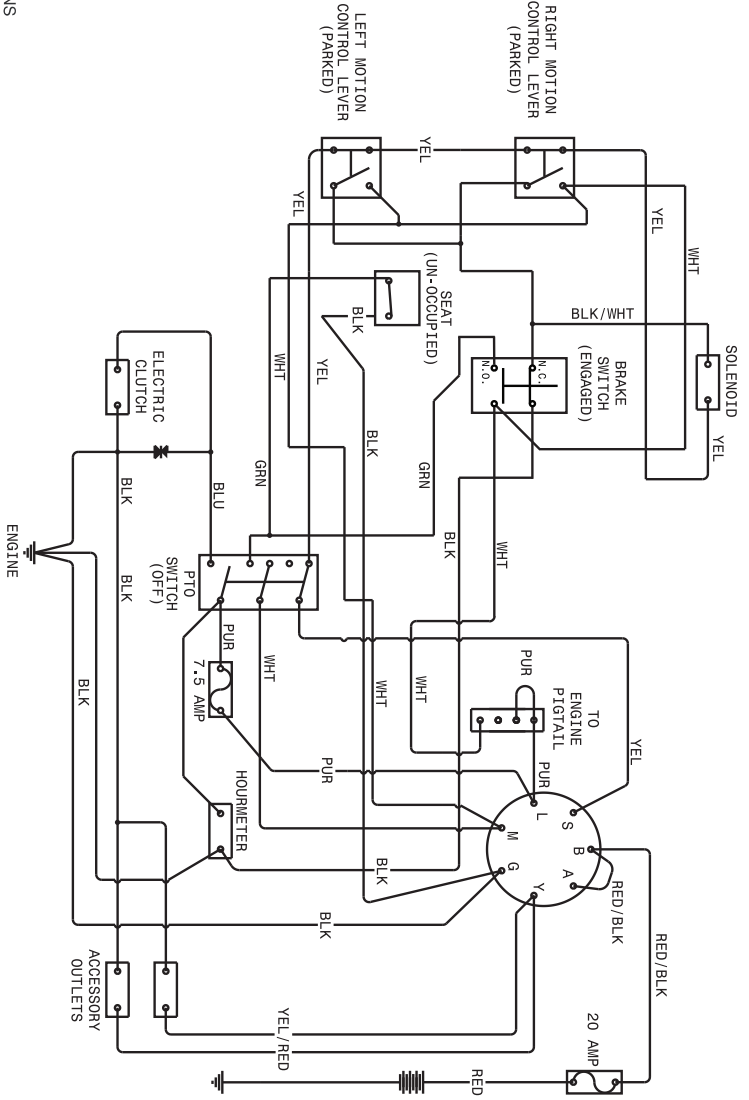 NS
RIGHT MOTION
CONTROL LEVER
(PARKED)
LEFT MOTION
CONTROL LEVER
(PARKED)
YEL
YEL
YEL
WHT
SOLENOID
BLK/WHT
YEL
SEAT
(UN-OCCUPIED)
BLK
BRAKE
SWITCH
(ENGAGED)
N.C.
N.O.
WHT
YEL
ELECTRIC
CLUTCH
BLK
GRN
GRN
BLU
BLK
BLK
WHT
ENGINE
BLK
PTO
SWITCH
(OFF)
PUR
WHT
7.5 AMP
WHT
WHT
PUR
TO
ENGINE
PIGTAIL
YEL
BLK
PUR
PUR
HOURMETER
L
S
B
A
Y
G
M
BLK
RED/BLK
RED/BLK
BLK
ACCESSORY
OUTLETS
YEL/RED
20 AMP
RED